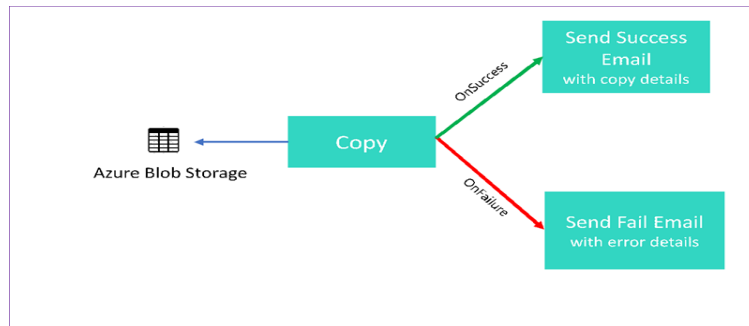 Send Success
Email
with copy details
OnSuccess
Copy
Azure Blob Storage
OnFailure
Send Fail Email
with error details